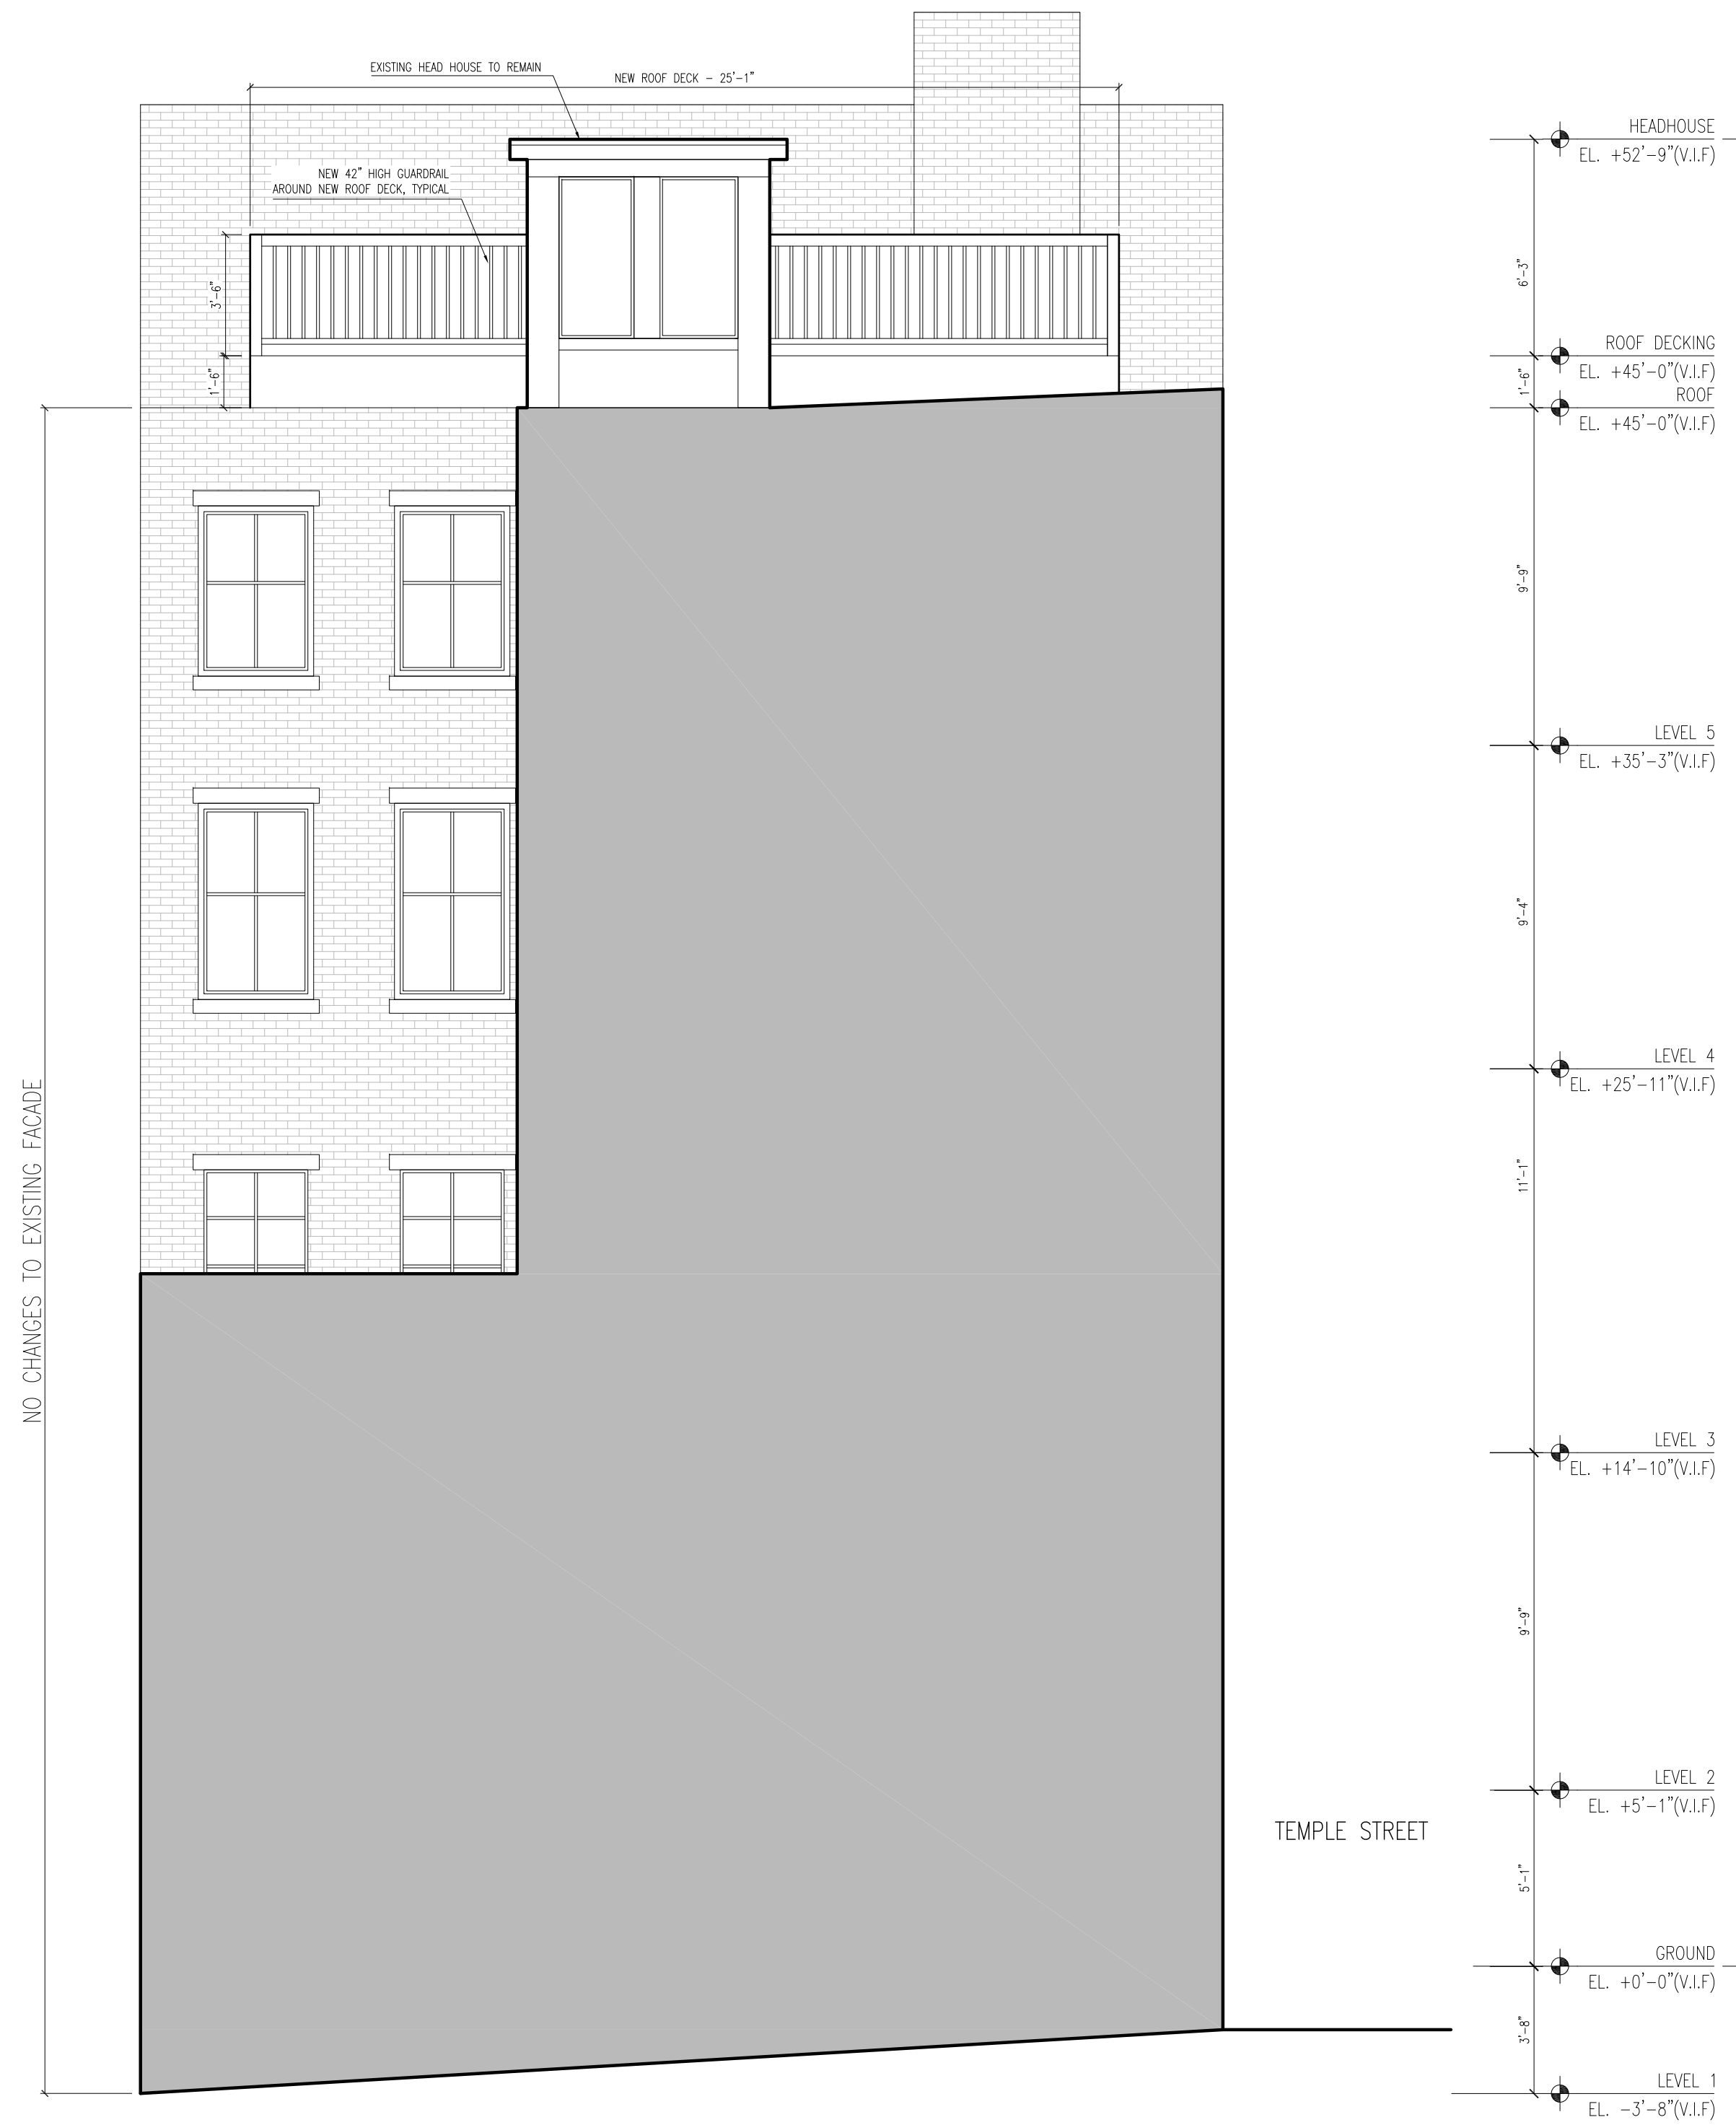 EXISTING HEAD HOUSE TO REMAIN
NEW ROOF DECK - 25'-1"
NEW 42" HIGH GUARDRAIL
AROUND NEW ROOF DECK, TYPICAL
3'-6"
1'-6"
NO CHANGES TO EXISTING FACADE
TEMPLE STREET
HEADHOUSE
EL. +52'-9"(V.I.F)
6'-3"
ROOF DECKING
EL. +45'-0"(V.I.F)
1'-6"
ROOF
EL. +45'-0"(V.I.F)
9'-9"
LEVEL 5
EL. +35'-3"(V.I.F)
9'-4"
LEVEL 4
EL. +25'-11"(V.I.F)
11'-1"
LEVEL 3
EL. +14'-10"(V.I.F)
9'-9"
LEVEL 2
EL. +5'-1"(V.I.F)
5'-1"
GROUND
EL. +0'-0"(V.I.F)
3'-8"
LEVEL 1
EL. -3'-8"(V.I.F)